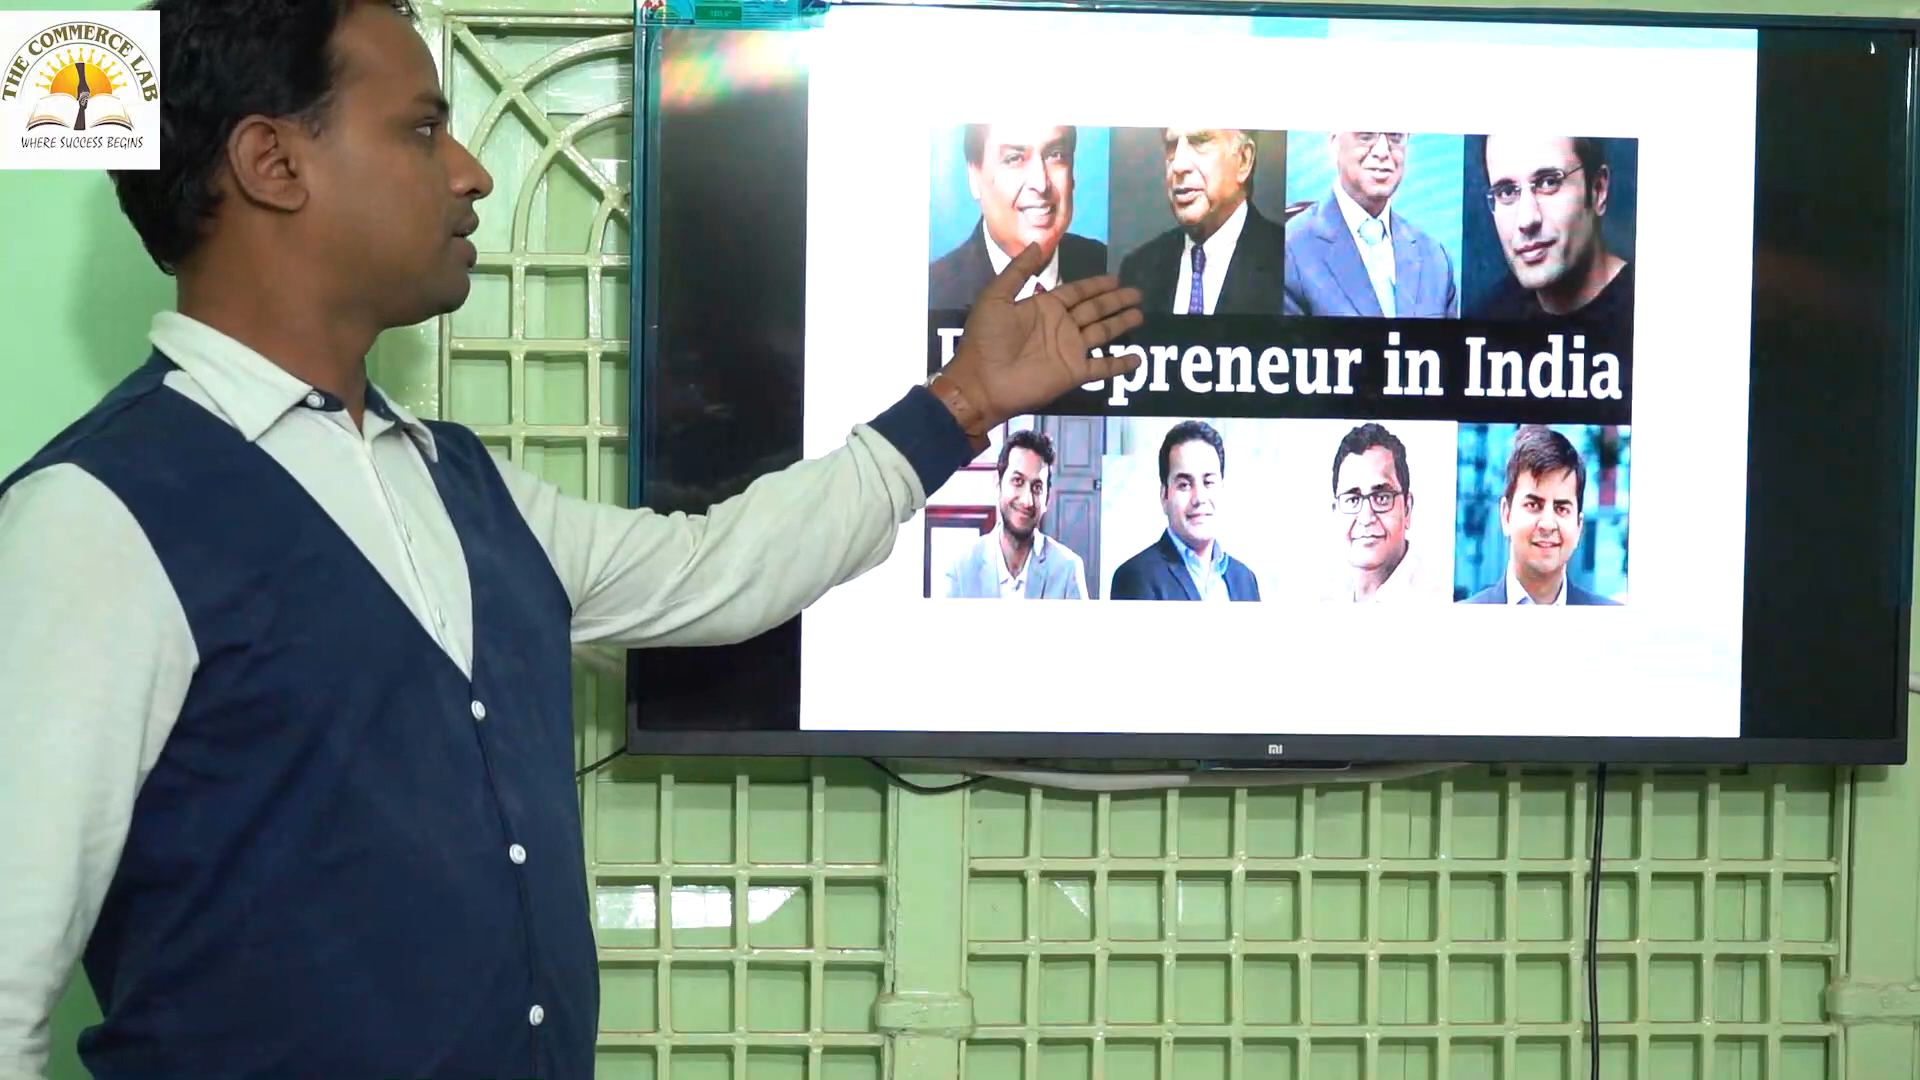 THE COMMERCE LAB
WHERE SUCCESS BEGINS
epreneur in India
mi